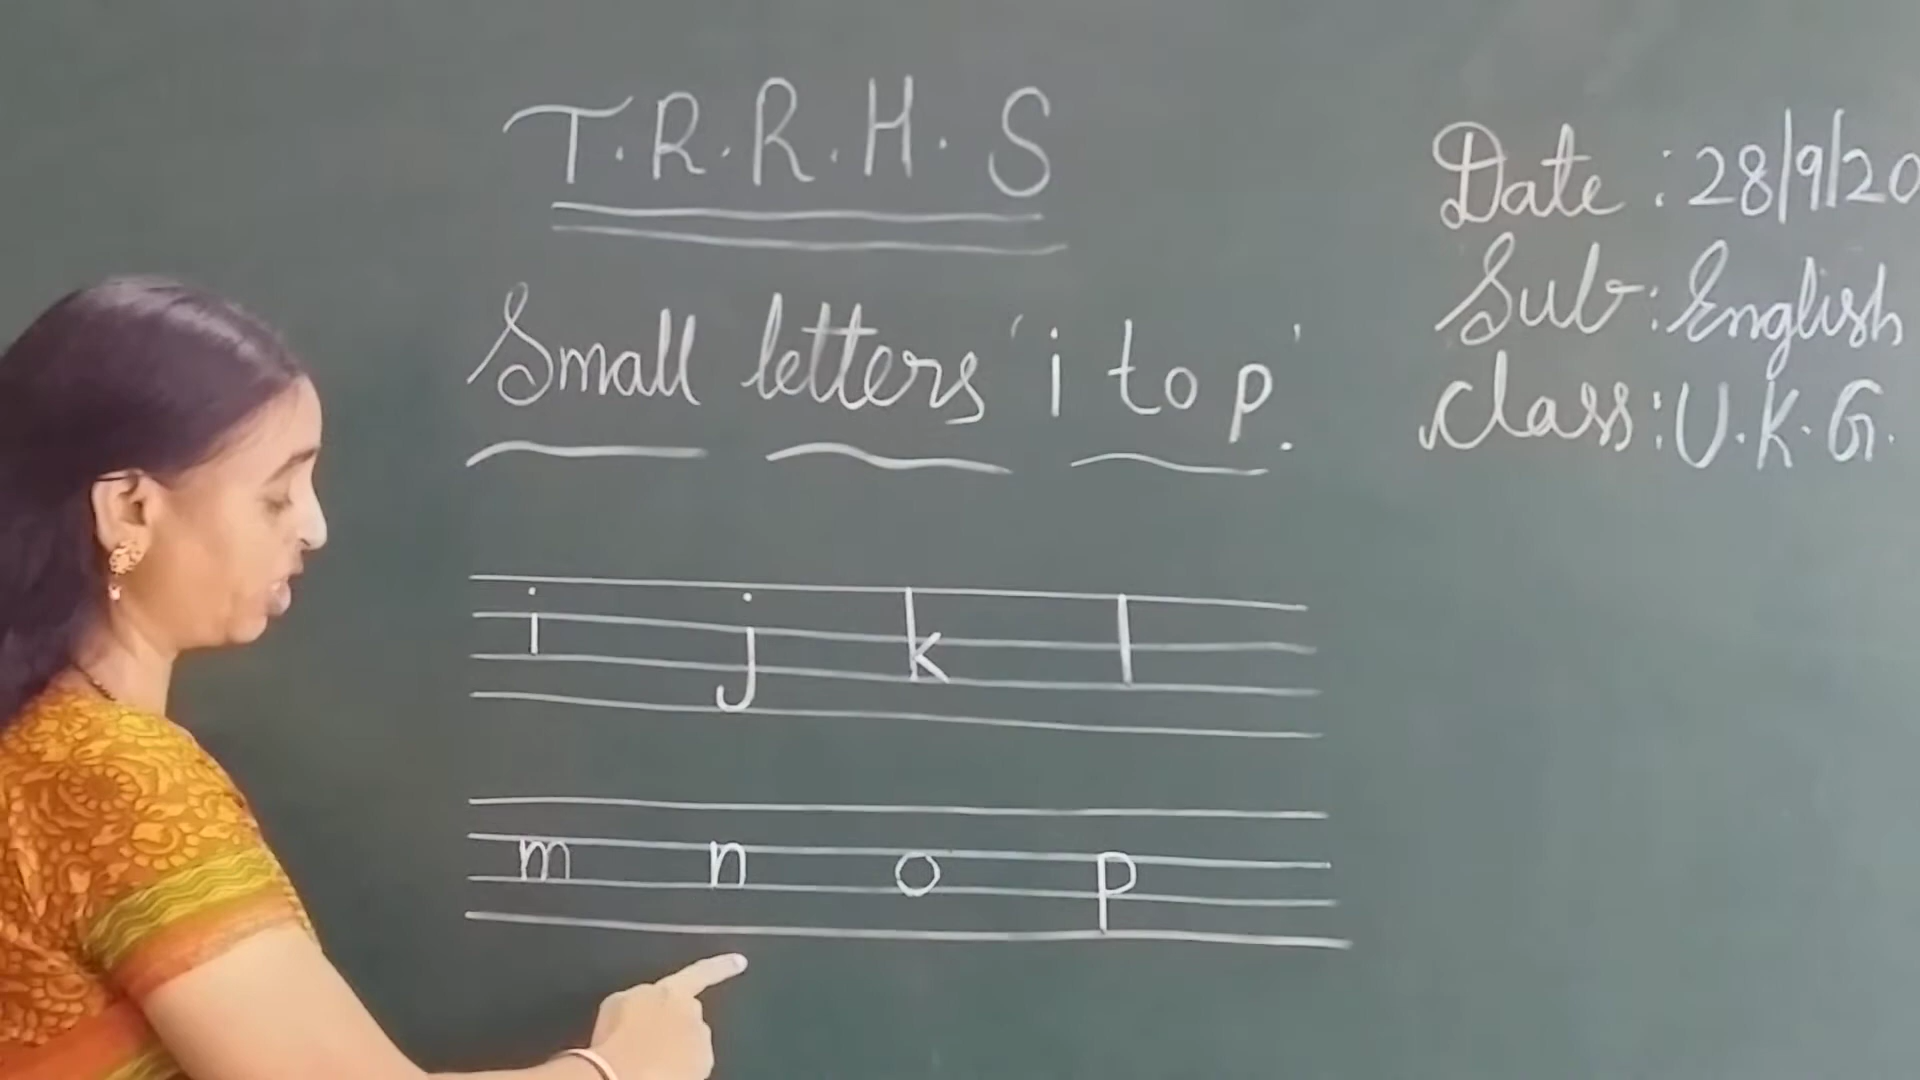 T.R.R.H.S
Small letters 'i to p.'
i j k l
m n o p
Date : 28/9/20
Sub : English
Class : U.K.G.